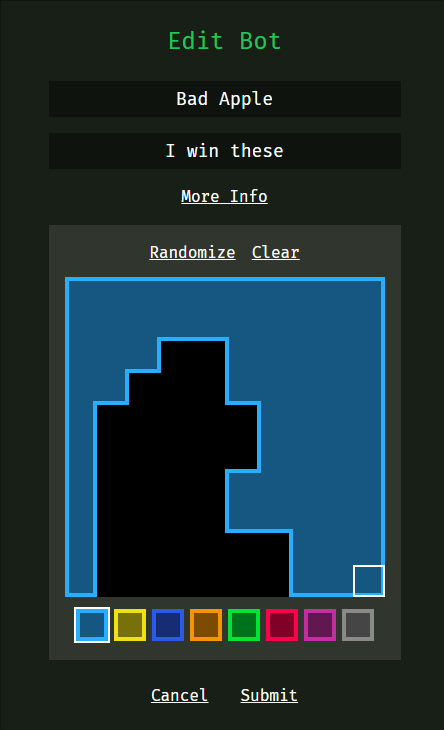 Edit Bot
Bad Apple
I win these
More Info
Randomize Clear
Cancel Submit